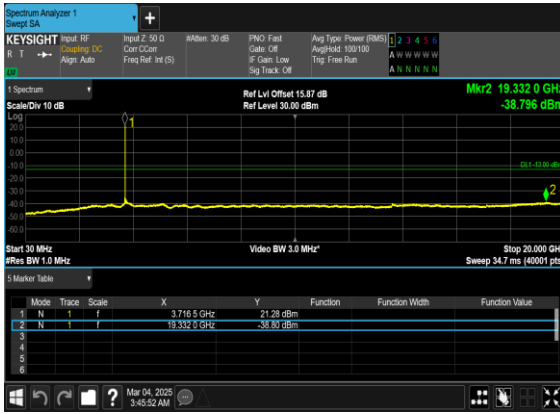 Spectrum Analyzer 1
Swept SA
+
KEYSIGHT Input: RF Input Z: 50 Ω #Atten: 30 dB PNO: Fast Avg Type: Power (RMS) 1 2 3 4 5 6
R T Coupling: DC Corr CCorr Gate: Off Avg|Hold: 100/100 A W W W W W
Align: Auto Freq Ref: Int (S) IF Gain: Low Trig: Free Run
Sig Track: Off A N N N N N
1 Spectrum
Scale/Div 10 dB
Ref Lvl Offset 15.87 dB
Ref Level 30.00 dBm
Mkr2 19.332 0 GHz
-38.796 dBm
Log
1
20.0
10.0
0.00
-10.0
DL1 -13.00 dBm
-20.0
-30.0
2
-40.0
-50.0
-60.0
Start 30 MHz Video BW 3.0 MHz* Stop 20.000 GHz
#Res BW 1.0 MHz Sweep 34.7 ms (40001 pts)
5 Marker Table
Mode Trace Scale X Y Function Function Width Function Value
1 N 1 f 3.716 5 GHz 21.28 dBm
2 N 1 f 19.332 0 GHz -38.80 dBm
3
4
5
6
?
Mar 04, 2025
3:45:52 AM